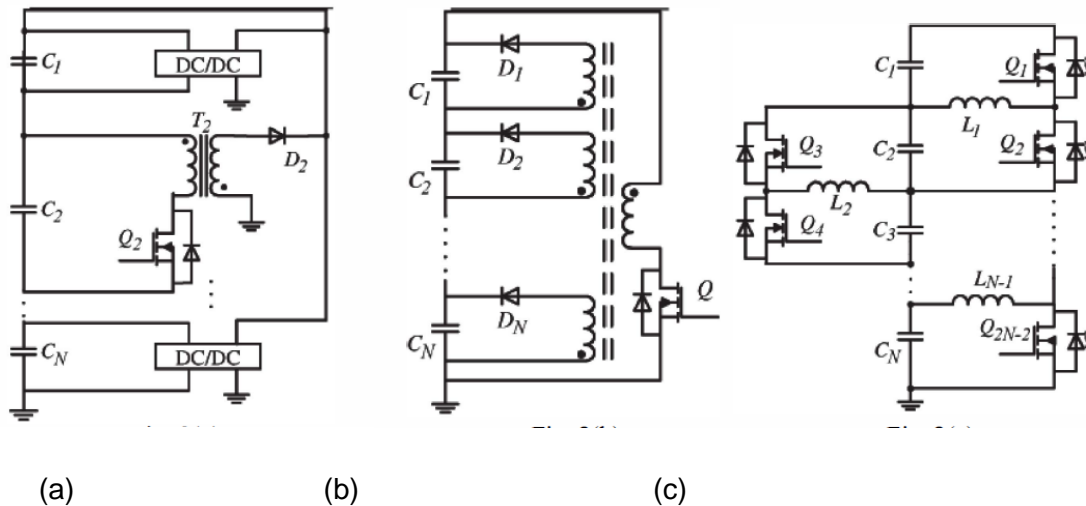 C1
DC/DC
T2
D2
C2
Q2
CN
DC/DC
D1
C1
D2
C2
DN
CN
Q
C1
Q1
L1
Q3
C2
Q2
L2
Q4
C3
LN-1
Q2N-2
CN
(a) (b) (c)